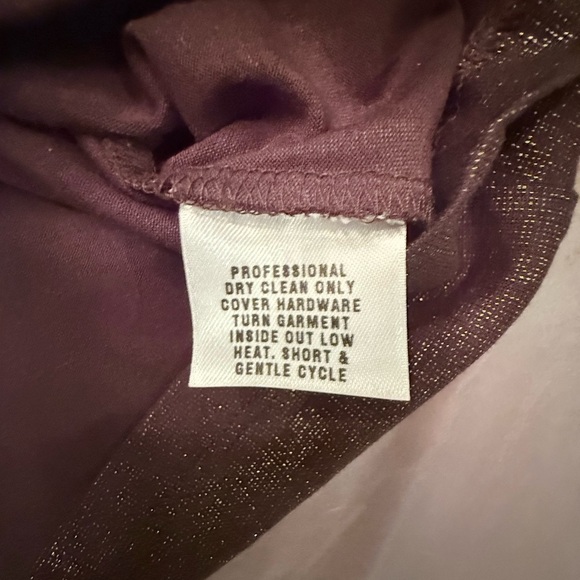 PROFESSIONAL
DRY CLEAN ONLY
COVER HARDWARE
TURN GARMENT
INSIDE OUT LOW
HEAT. SHORT &
GENTLE CYCLE